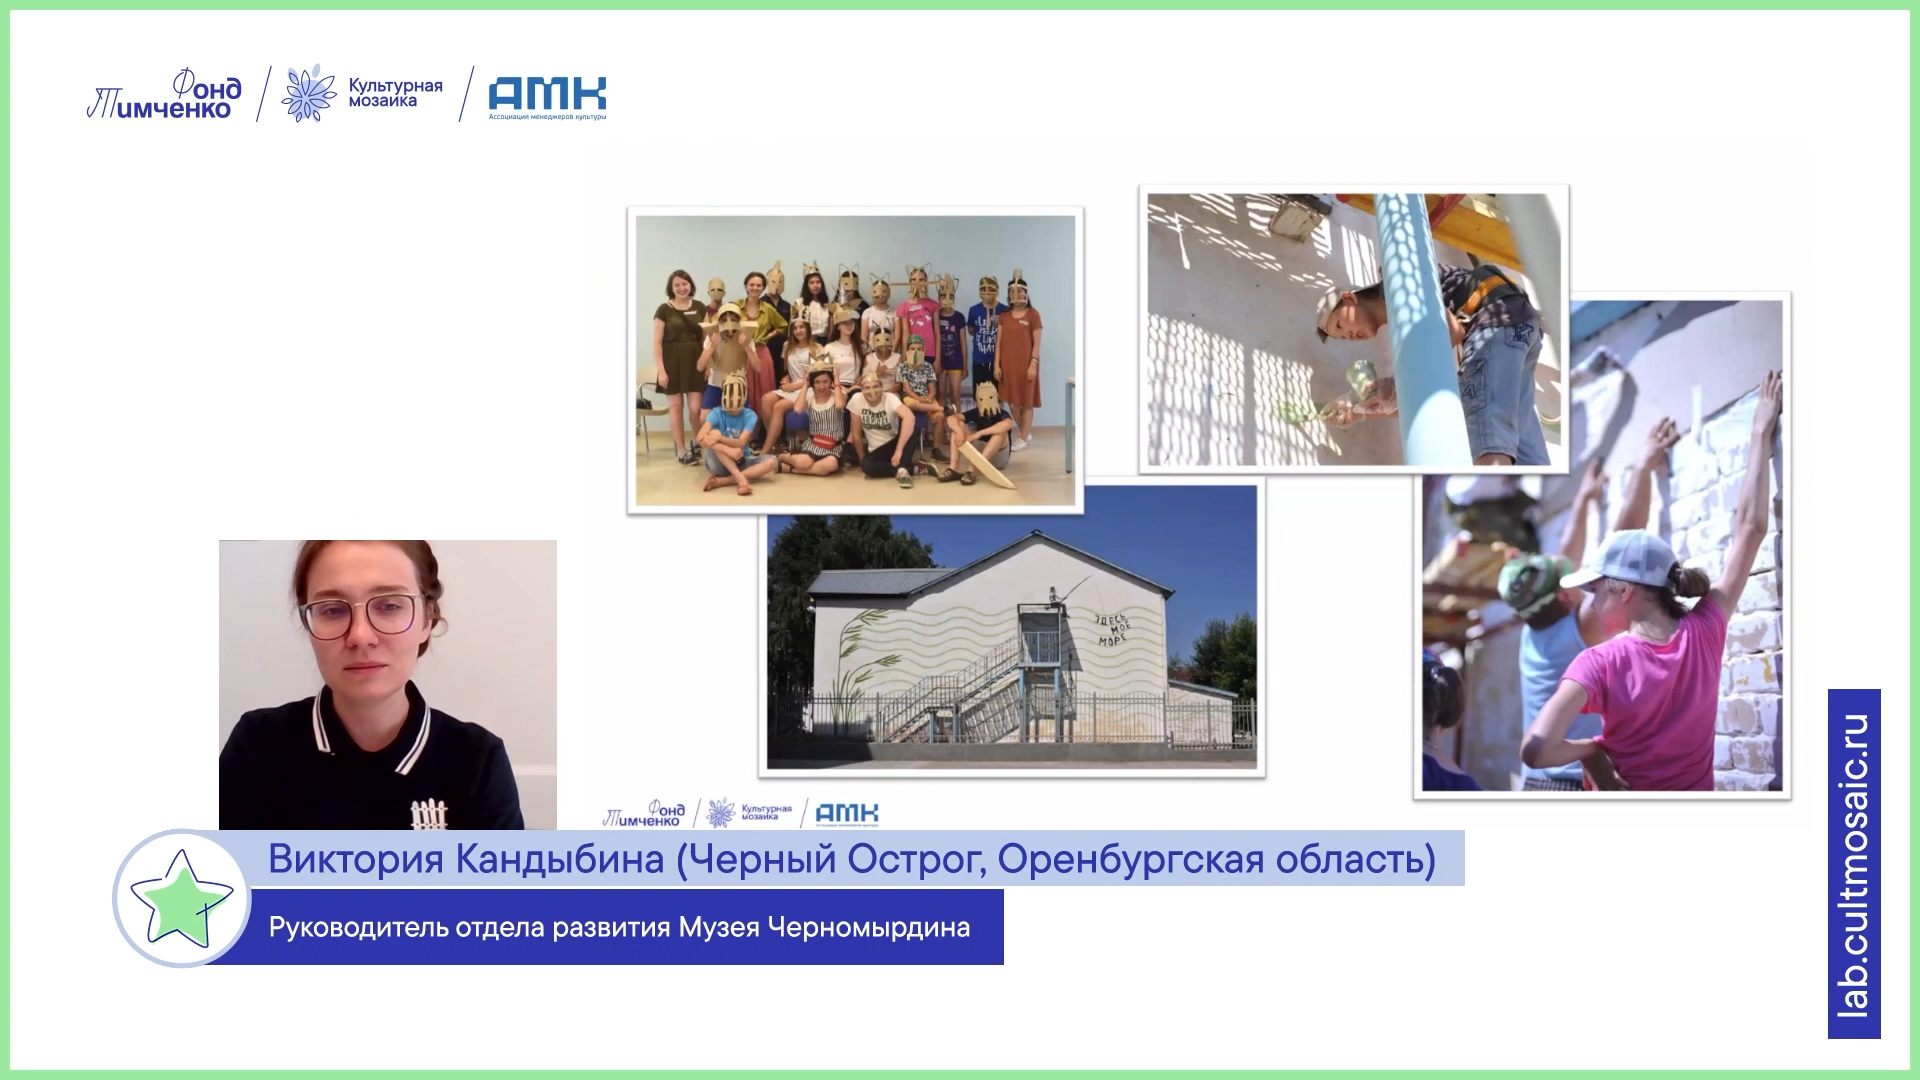 Фонд
Тимченко
Культурная
мозаика
АМК
Ассоциация менеджеров культуры
ЗДЕСЬ
МОЕ
МОРЕ
Фонд
Тимченко
Культурная
мозаика
АМК
Виктория Кандыбина (Черный Острог, Оренбургская область)
Руководитель отдела развития Музея Черномырдина
lab.cultmosaic.ru